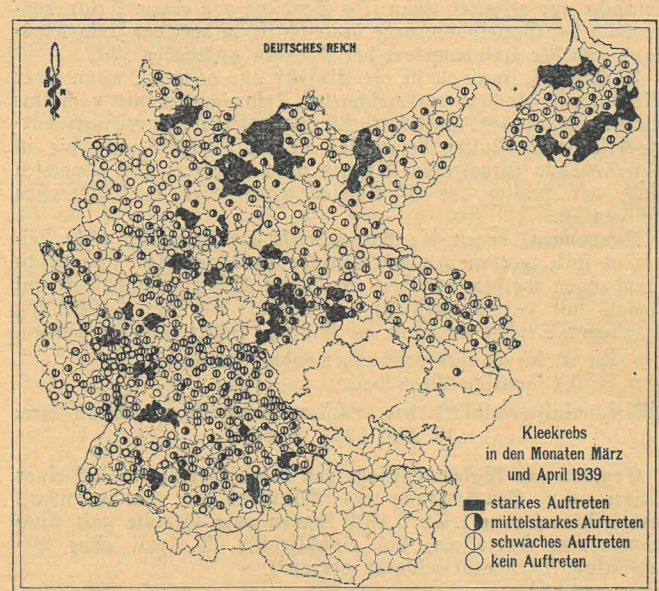 DEUTSCHES REICH
Kleekrebs
in den Monaten März
und April 1939
starkes Auftreten
mittelstarkes Auftreten
schwaches Auftreten
kein Auftreten